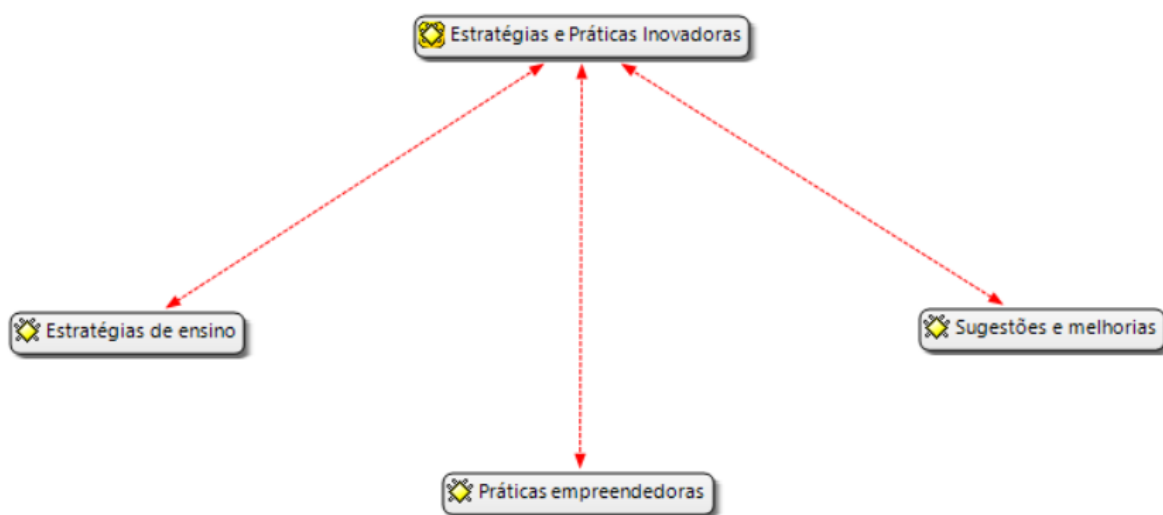 Estratégias e Práticas Inovadoras
Estratégias de ensino
Sugestões e melhorias
Práticas empreendedoras